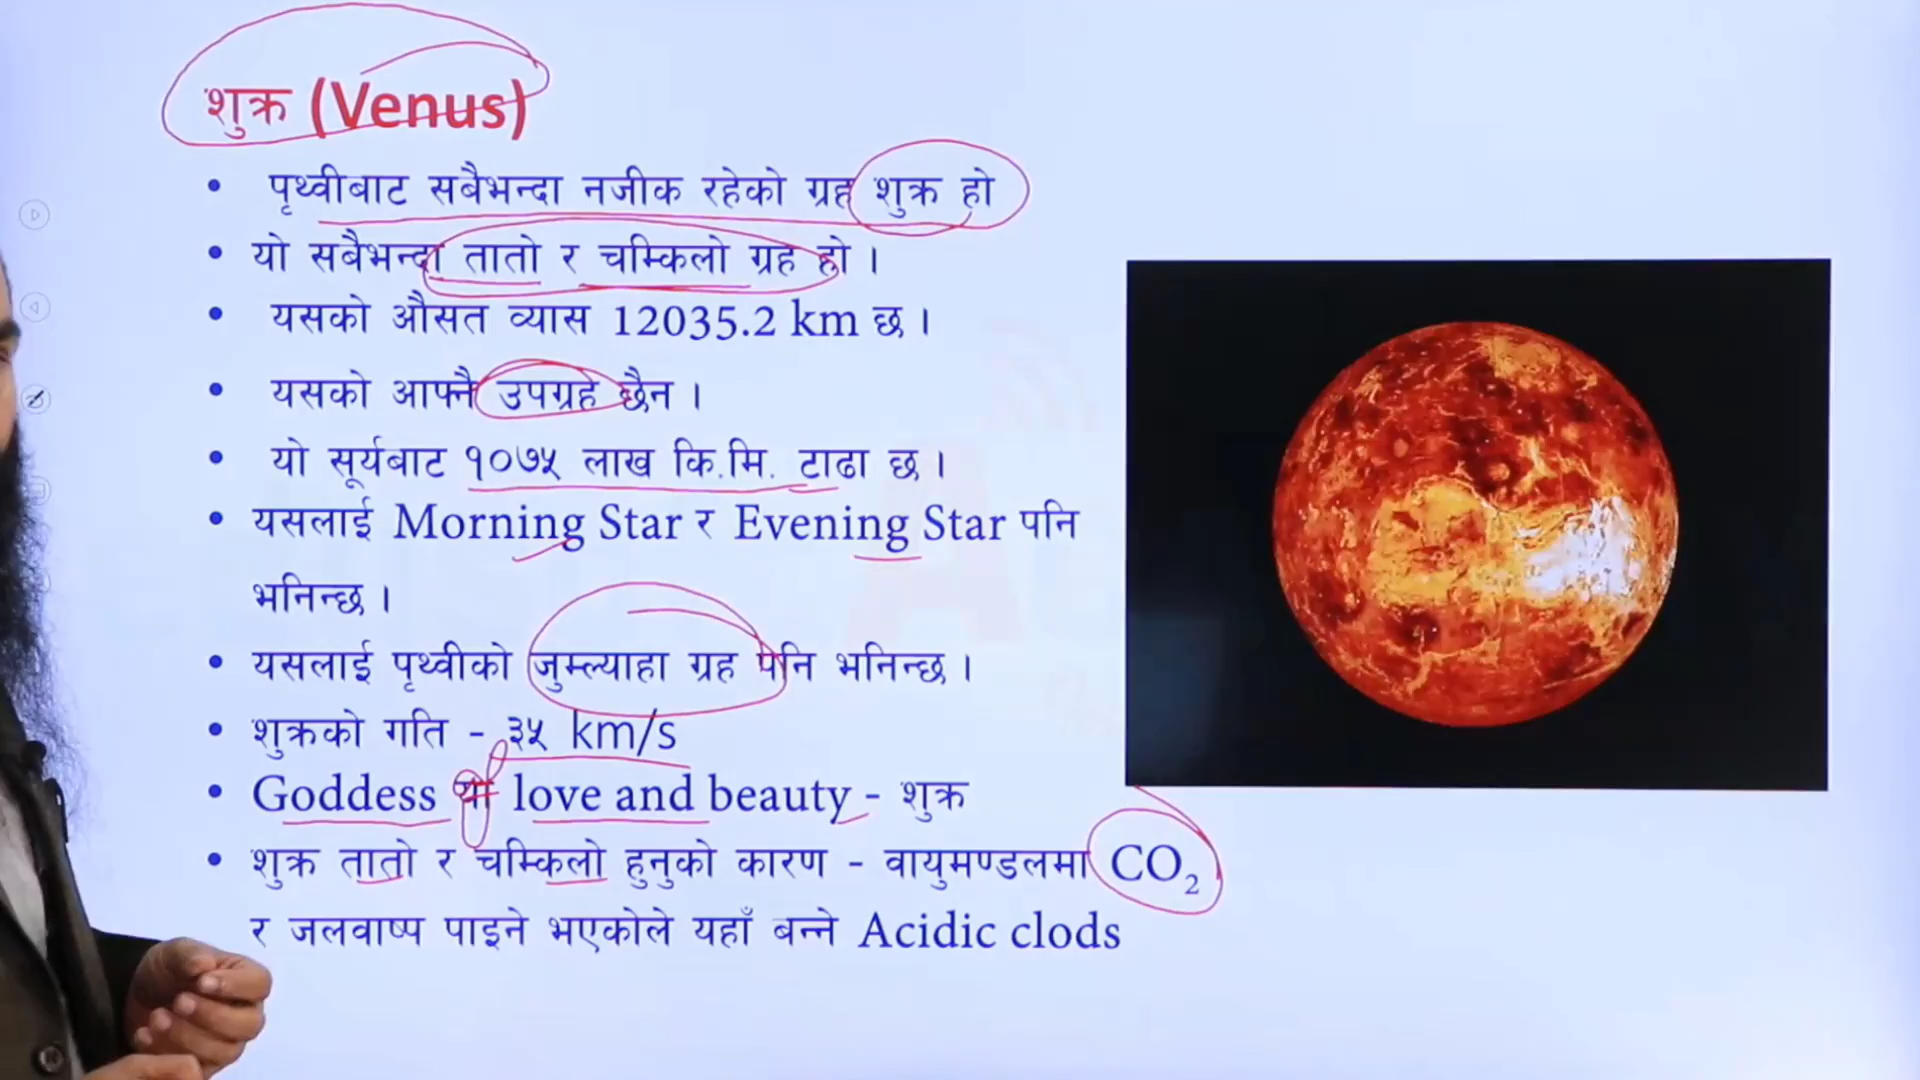 शुक्र (Venus)
• पृथ्वीबाट सबैभन्दा नजीक रहेको ग्रह शुक्र हो
• यो सबैभन्दा तातो र चम्किलो ग्रह हो ।
• यसको औसत व्यास 12035.2 km छ ।
• यसको आफ्नै उपग्रह छैन ।
• यो सूर्यबाट १०७५ लाख कि.मि. टाढा छ ।
• यसलाई Morning Star र Evening Star पनि
भनिन्छ ।
• यसलाई पृथ्वीको जुम्ल्याहा ग्रह पनि भनिन्छ ।
• शुक्रको गति - ३५ km/s
• Goddess of love and beauty - शुक्र
• शुक्र तातो र चम्किलो हुनुको कारण - वायुमण्डलमा CO₂
र जलवाष्प पाइने भएकोले यहाँ बन्ने Acidic clods